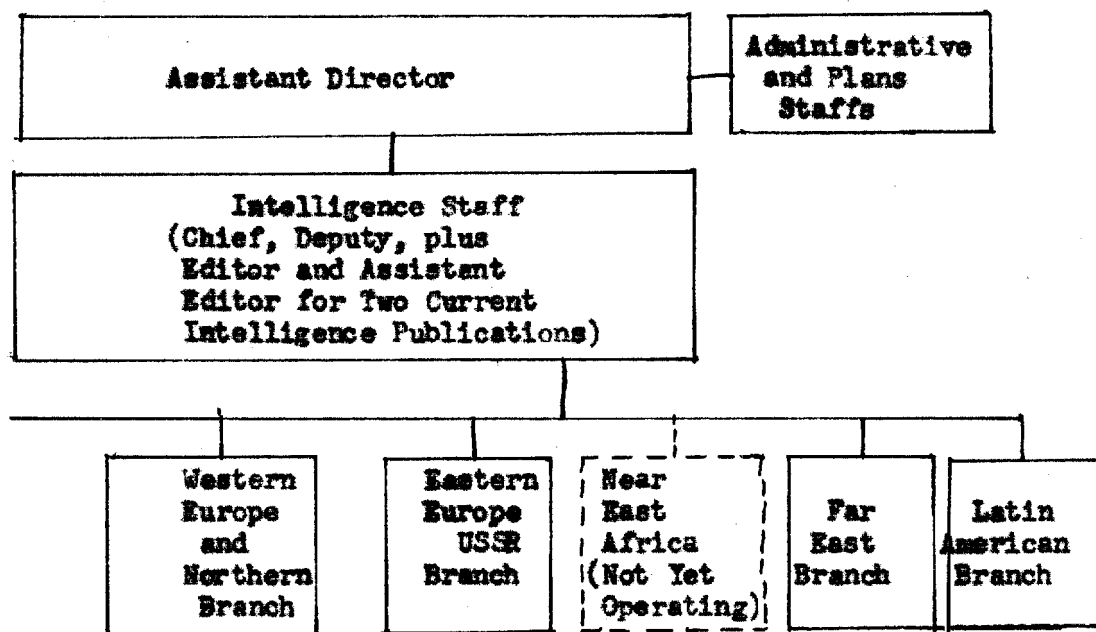 Assistant Director
Administrative
and Plans
Staffs
Intelligence Staff
(Chief, Deputy, plus
Editor and Assistant
Editor for Two Current
Intelligence Publications)
Western
Europe
and
Northern
Branch
Eastern
Europe
USSR
Branch
Near
East
Africa
(Not Yet
Operating)
Far
East
Branch
Latin
American
Branch